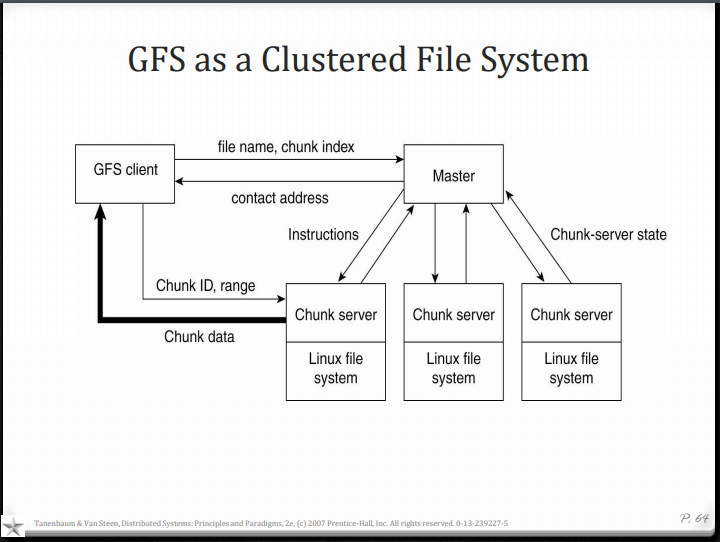 GFS as a Clustered File System
file name, chunk index
GFS client
Master
contact address
Instructions
Chunk-server state
Chunk ID, range
Chunk server
Chunk server
Chunk server
Chunk data
Linux file
system
Linux file
system
Linux file
system
Tanenbaum & Van Steen, Distributed Systems: Principles and Paradigms, 2e, (c) 2007 Prentice-Hall, Inc. All rights reserved. 0-13-239227-5
P. 64